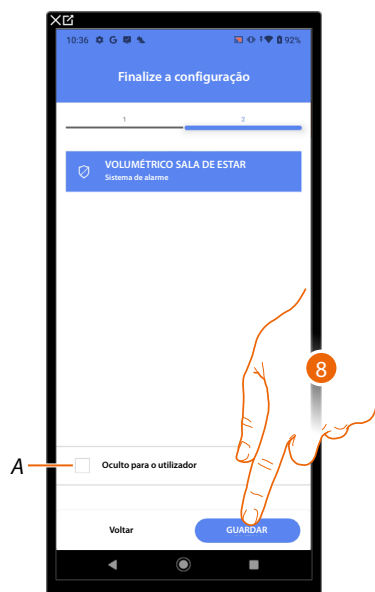 10:36 G 92%
Finalize a configuração
1 2
VOLUMÉTRICO SALA DE ESTAR
Sistema de alarme
8
A
Oculto para o utilizador
Voltar GUARDAR